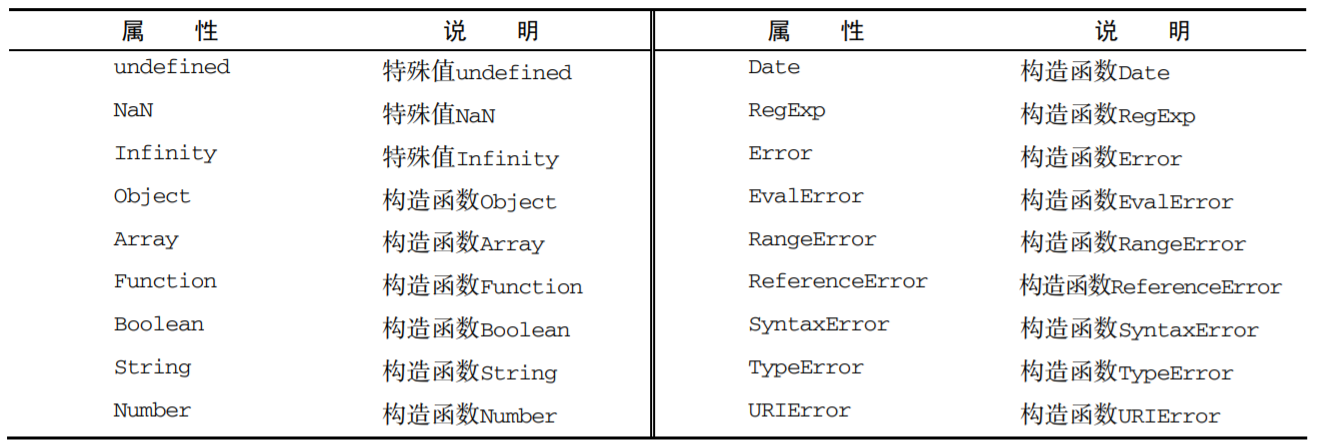 属 性 说 明 属 性 说 明
undefined 特殊值undefined Date 构造函数Date
NaN 特殊值NaN RegExp 构造函数RegExp
Infinity 特殊值Infinity Error 构造函数Error
Object 构造函数Object EvalError 构造函数EvalError
Array 构造函数Array RangeError 构造函数RangeError
Function 构造函数Function ReferenceError 构造函数ReferenceError
Boolean 构造函数Boolean SyntaxError 构造函数SyntaxError
String 构造函数String TypeError 构造函数TypeError
Number 构造函数Number URIError 构造函数URIError